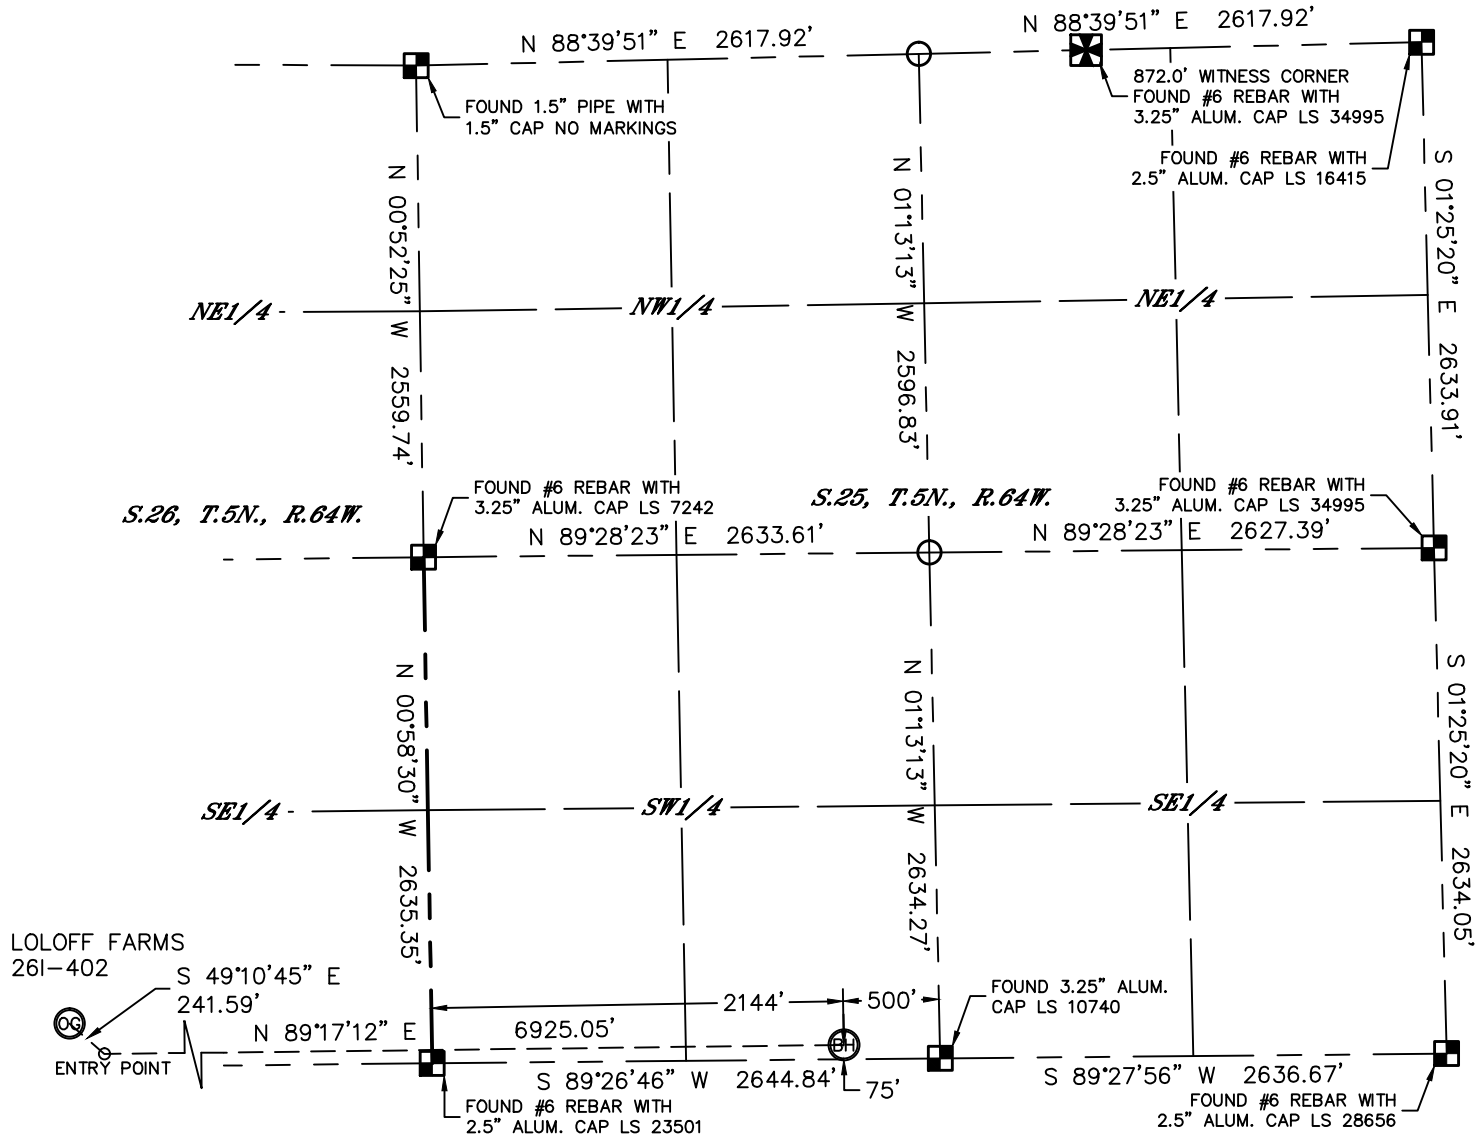 N 88°39'51" E 2617.92'
N 88°39'51" E 2617.92'
FOUND 1.5" PIPE WITH
1.5" CAP NO MARKINGS
872.0' WITNESS CORNER
FOUND #6 REBAR WITH
3.25" ALUM. CAP LS 34995
FOUND #6 REBAR WITH
2.5" ALUM. CAP LS 16415
N 00°52'25" W 2559.74'
N 01°13'13" W 2596.83'
S 01°25'20" E 2633.91'
NE1/4
NW1/4
NE1/4
S.26, T.5N., R.64W.
FOUND #6 REBAR WITH
3.25" ALUM. CAP LS 7242
S.25, T.5N., R.64W.
FOUND #6 REBAR WITH
3.25" ALUM. CAP LS 34995
N 89°28'23" E 2633.61'
N 89°28'23" E 2627.39'
N 00°58'30" W 2635.35'
N 01°13'13" W 2634.27'
S 01°25'20" E 2634.05'
SE1/4
SW1/4
SE1/4
LOLOFF FARMS
26I-402
S 49°10'45" E
241.59'
OG
ENTRY POINT
N 89°17'12" E 6925.05'
2144'
500'
BH
75'
FOUND 3.25" ALUM.
CAP LS 10740
S 89°26'46" W 2644.84'
S 89°27'56" W 2636.67'
FOUND #6 REBAR WITH
2.5" ALUM. CAP LS 23501
FOUND #6 REBAR WITH
2.5" ALUM. CAP LS 28656